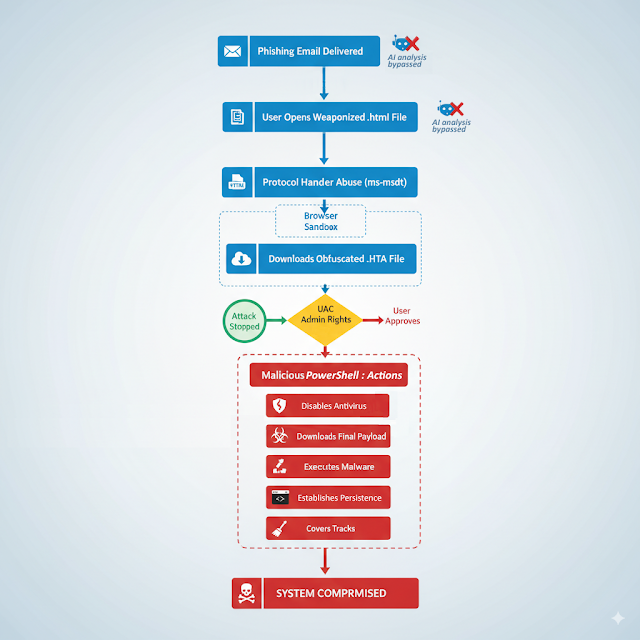 Phishing Email Delivered
AI analysis
bypassed
User Opens Weaponized .html File
AI analysis
bypassed
Protocol Hander Abuse (ms-msdt)
Browser
Sandbox
Downloads Obfuscated .HTA File
Attack
Stopped
UAC
Admin Rights
User
Approves
Malicious PowerShell : Actions
Disables Antivirus
Downloads Final Payload
Executes Malware
Establishes Persistence
Covers Tracks
SYSTEM COMPRMISED